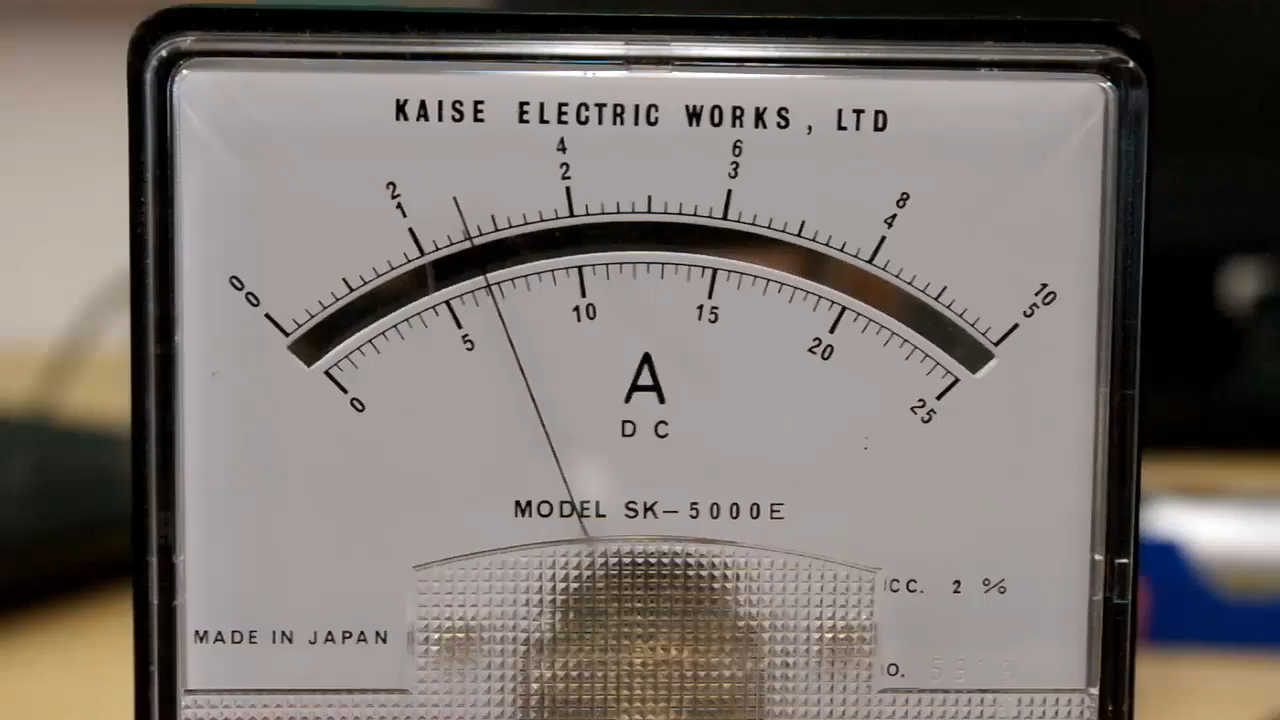 KAISE ELECTRIC WORKS, LTD
4 6
2 2 3 8
0 1 4 10
0 5
5 10 15 20
0 25
A
DC
MODEL SK-5000E
CC. 2 %
MADE IN JAPAN
O.